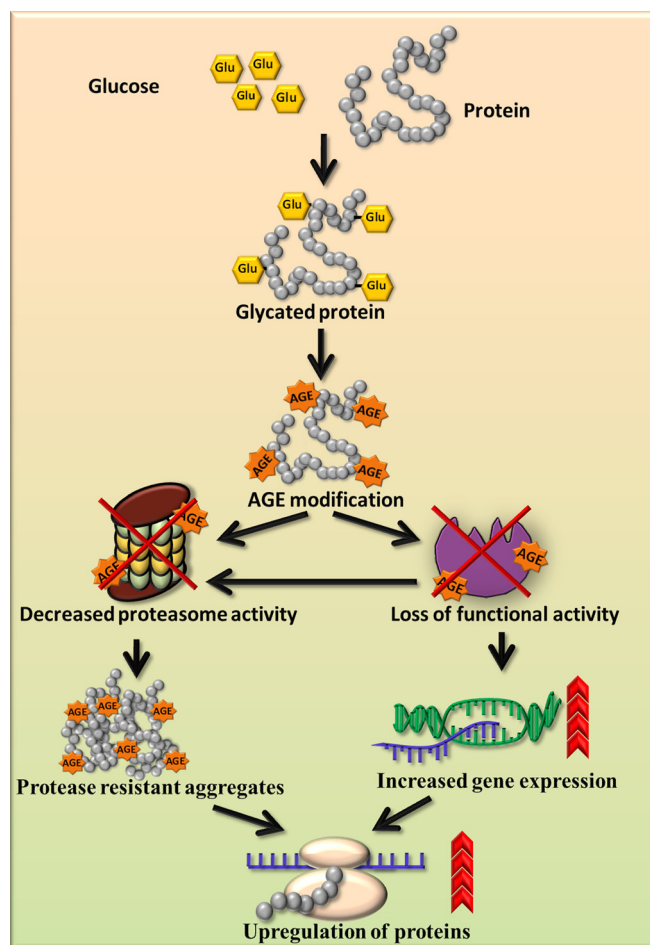 Glucose
Glu
Glu
Glu
Glu
Protein
Glu
Glu
Glu
Glu
Glycated protein
AGE
AGE
AGE
AGE
AGE modification
AGE
AGE
AGE
AGE
Decreased proteasome activity
Loss of functional activity
AGE
AGE
AGE
AGE
AGE
AGE
Protease resistant aggregates
Increased gene expression
Upregulation of proteins